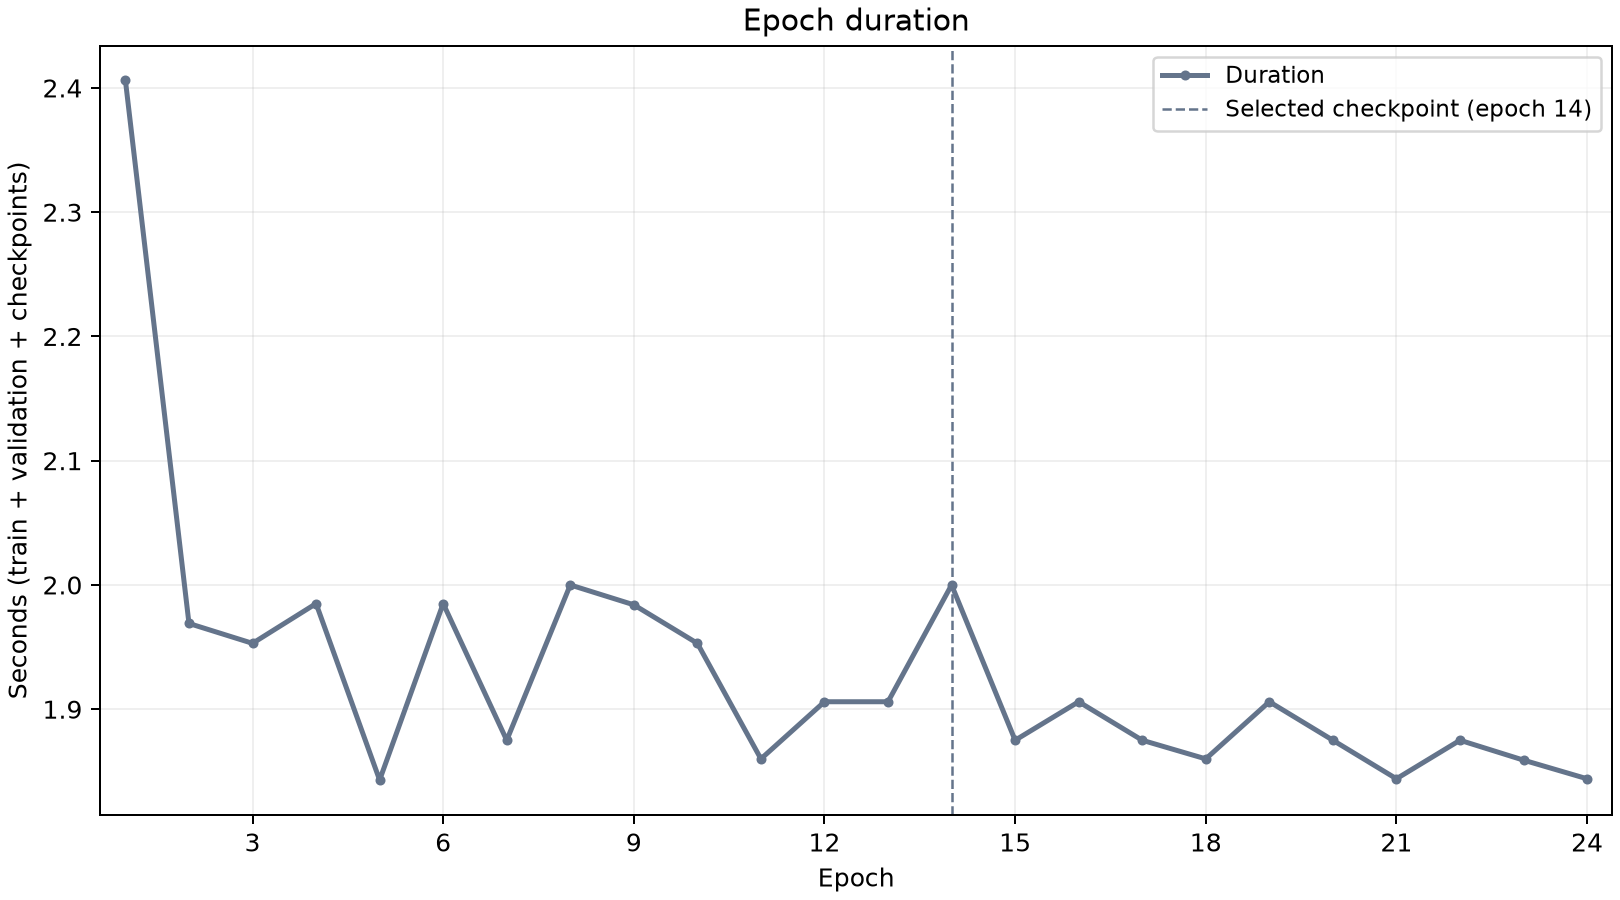 Epoch duration
Seconds (train + validation + checkpoints)
2.4
2.3
2.2
2.1
2.0
1.9
Duration
Selected checkpoint (epoch 14)
3 6 9 12 15 18 21 24
Epoch